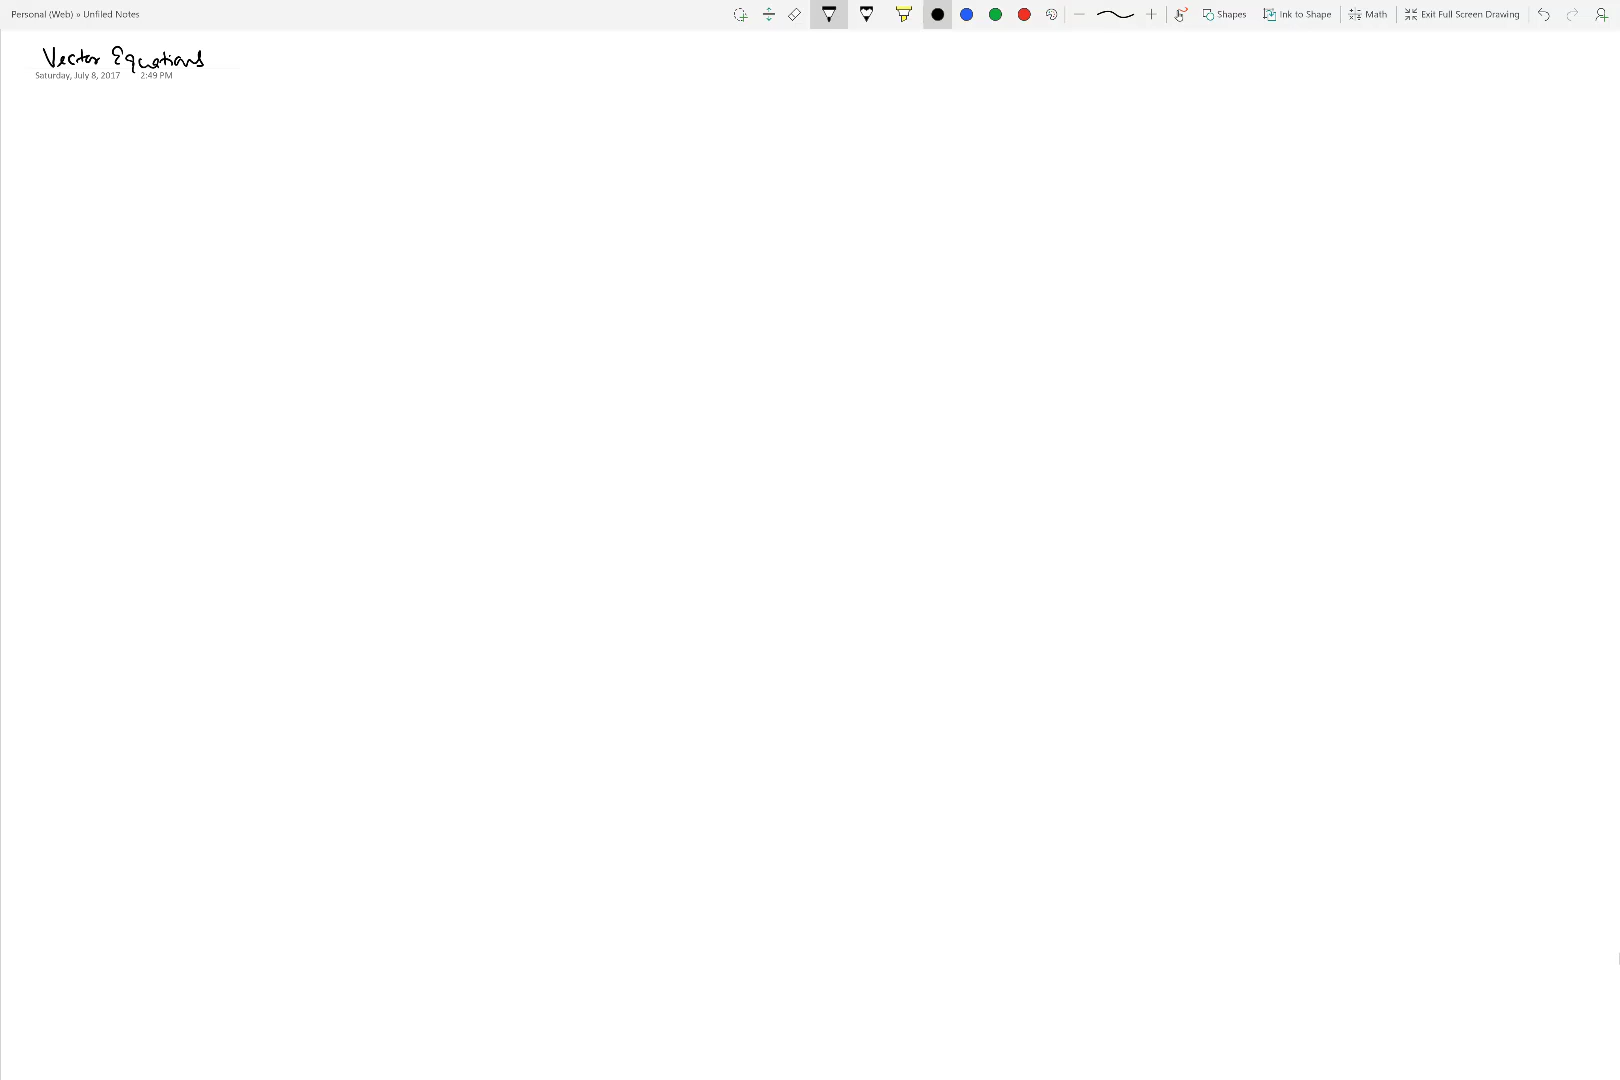 Personal (Web) » Unfiled Notes
Shapes
Ink to Shape
Math
Exit Full Screen Drawing
Vector Equations
Saturday, July 8, 2017 2:49 PM